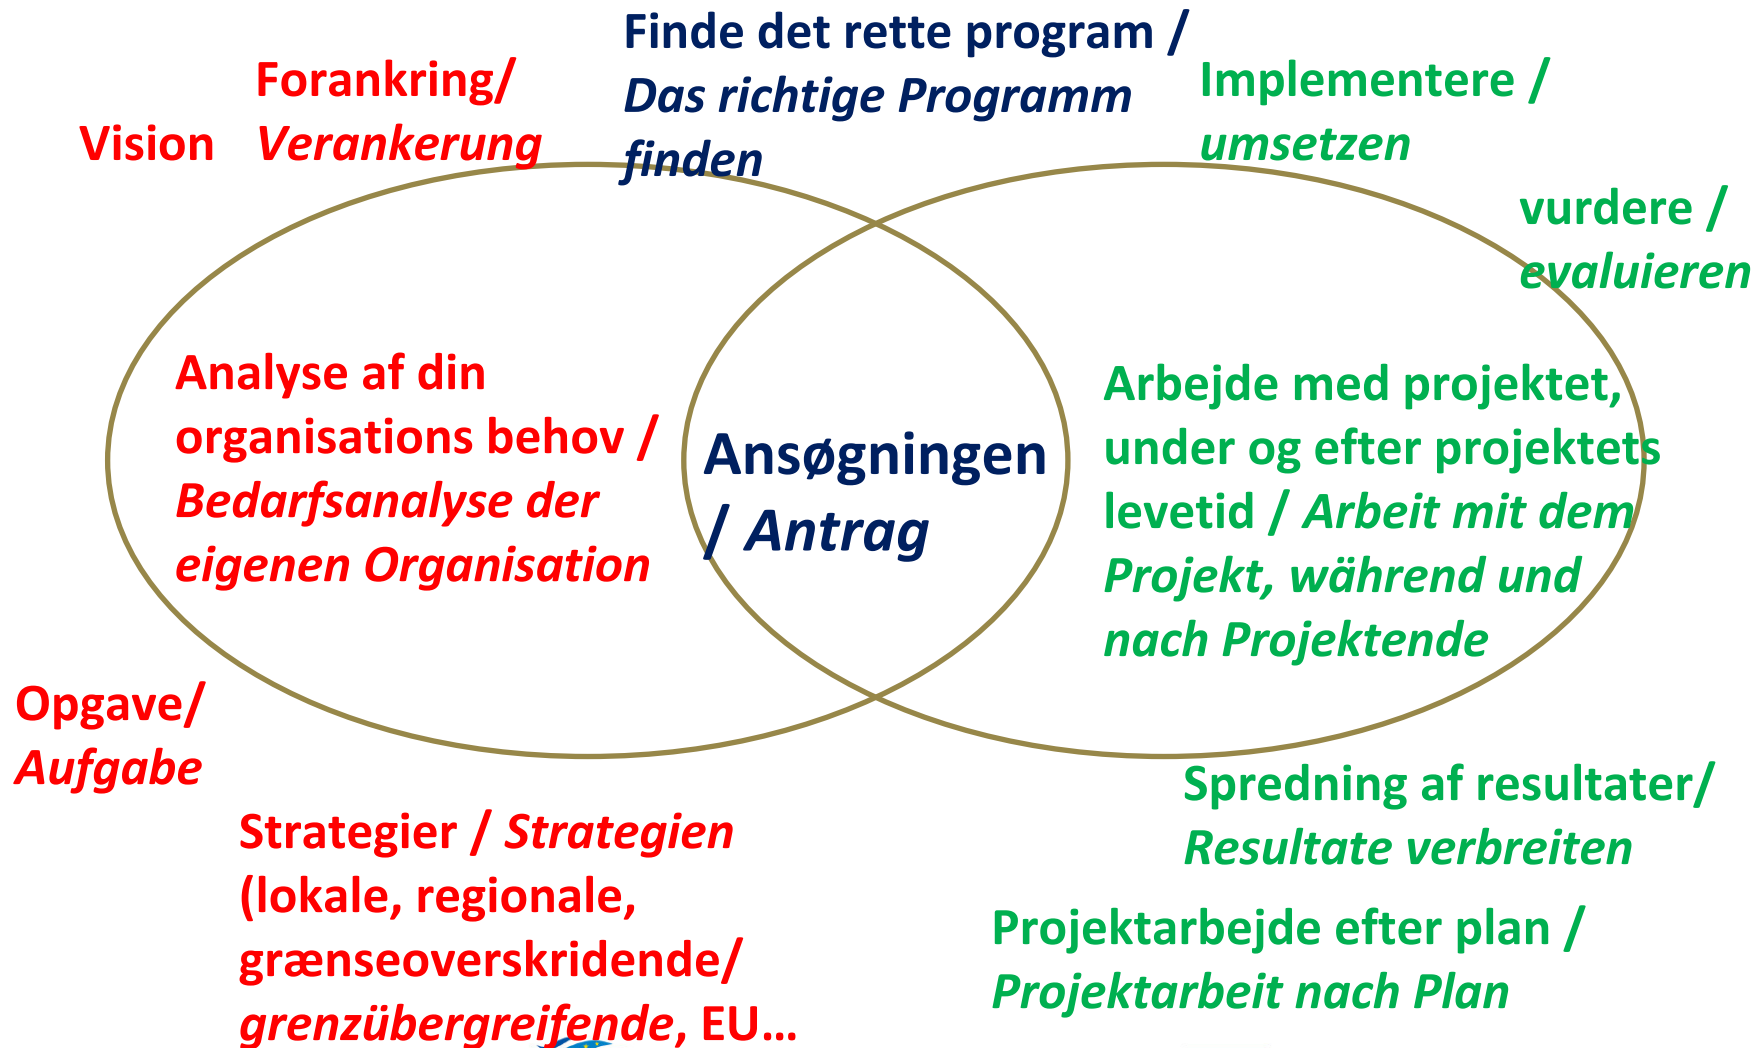 Finde det rette program /
Das richtige Programm
finden
Forankring/
Verankerung
Vision
Implementere /
umsetzen
vurdere /
evaluieren
Analyse af din
organisations behov /
Bedarfsanalyse der
eigenen Organisation
Ansøgningen
/ Antrag
Arbejde med projektet,
under og efter projektets
levetid / Arbeit mit dem
Projekt, während und
nach Projektende
Opgave/
Aufgabe
Strategier / Strategien
(lokale, regionale,
grænseoverskridende/
grenzübergreifende, EU...
Spredning af resultater/
Resultate verbreiten
Projektarbejde efter plan /
Projektarbeit nach Plan